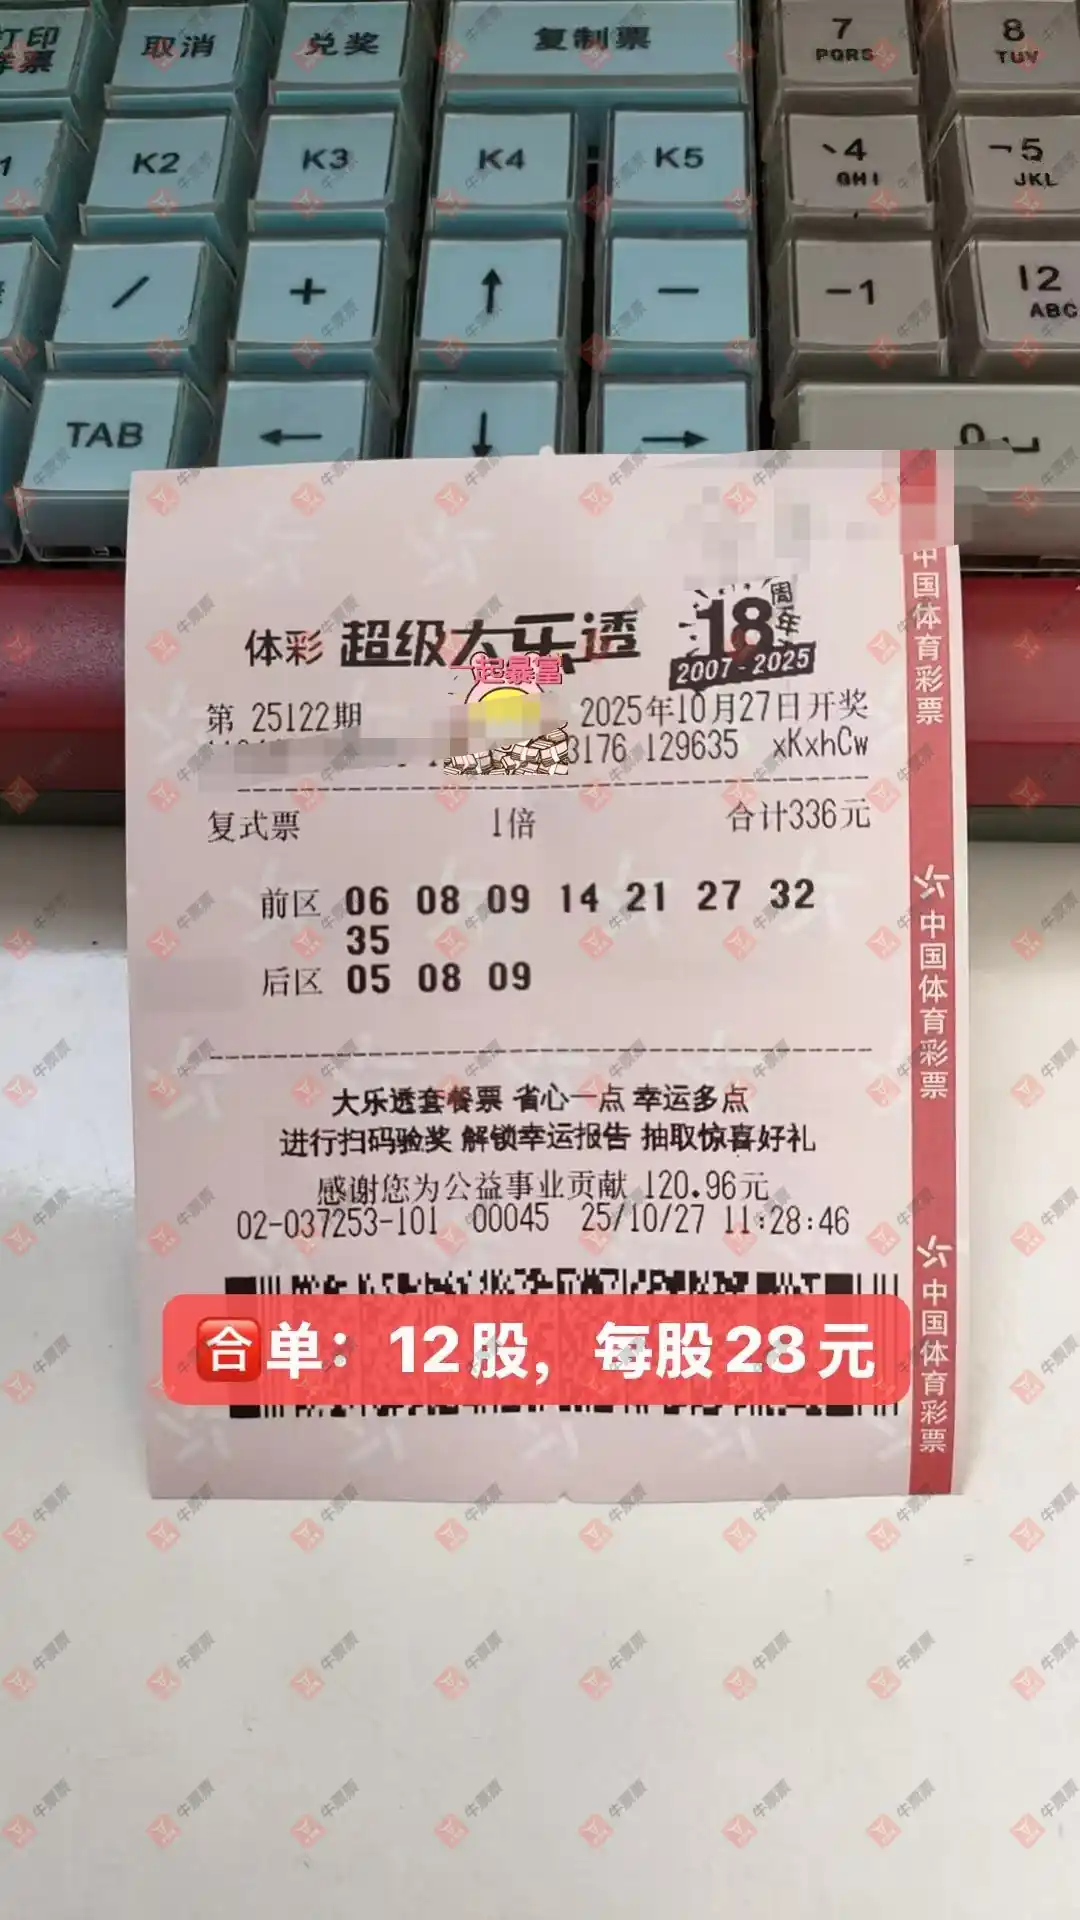 打印
样票
取消
兑奖
复制票
7
PQRS
8
TUV
1
K2
K3
K4
K5
4
GHI
5
JKL
/
+
↑
—
-1
12
ABC
TAB
←
↓
→
0
体彩 超级大乐透
18周年
2007-2025
一起暴富
第 25122期
2025年10月27日开奖
3176 129635 xKxhCw
复式票
1倍
合计336元
前区 06 08 09 14 21 27 32
35
后区 05 08 09
大乐透套餐票 省心一点 幸运多点
进行扫码验奖 解锁幸运报告 抽取惊喜好礼
感谢您为公益事业贡献 120.96元
02-037253-101 00045 25/10/27 11:28:46
合单：12股，每股28元
中国体育彩票
中国体育彩票
中国体育彩票
牛票票